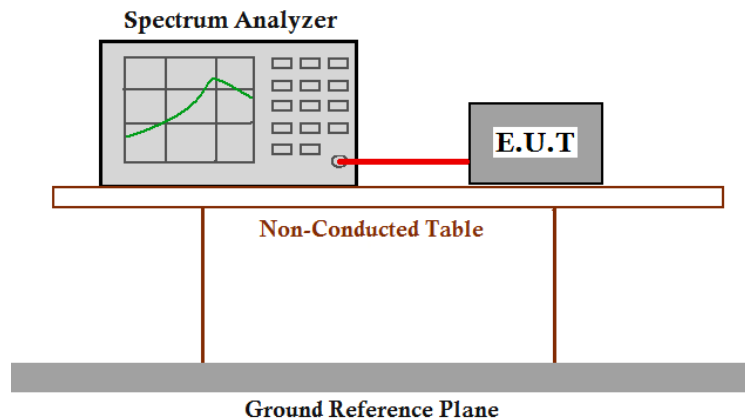 Spectrum Analyzer
E.U.T
Non-Conducted Table
Ground Reference Plane